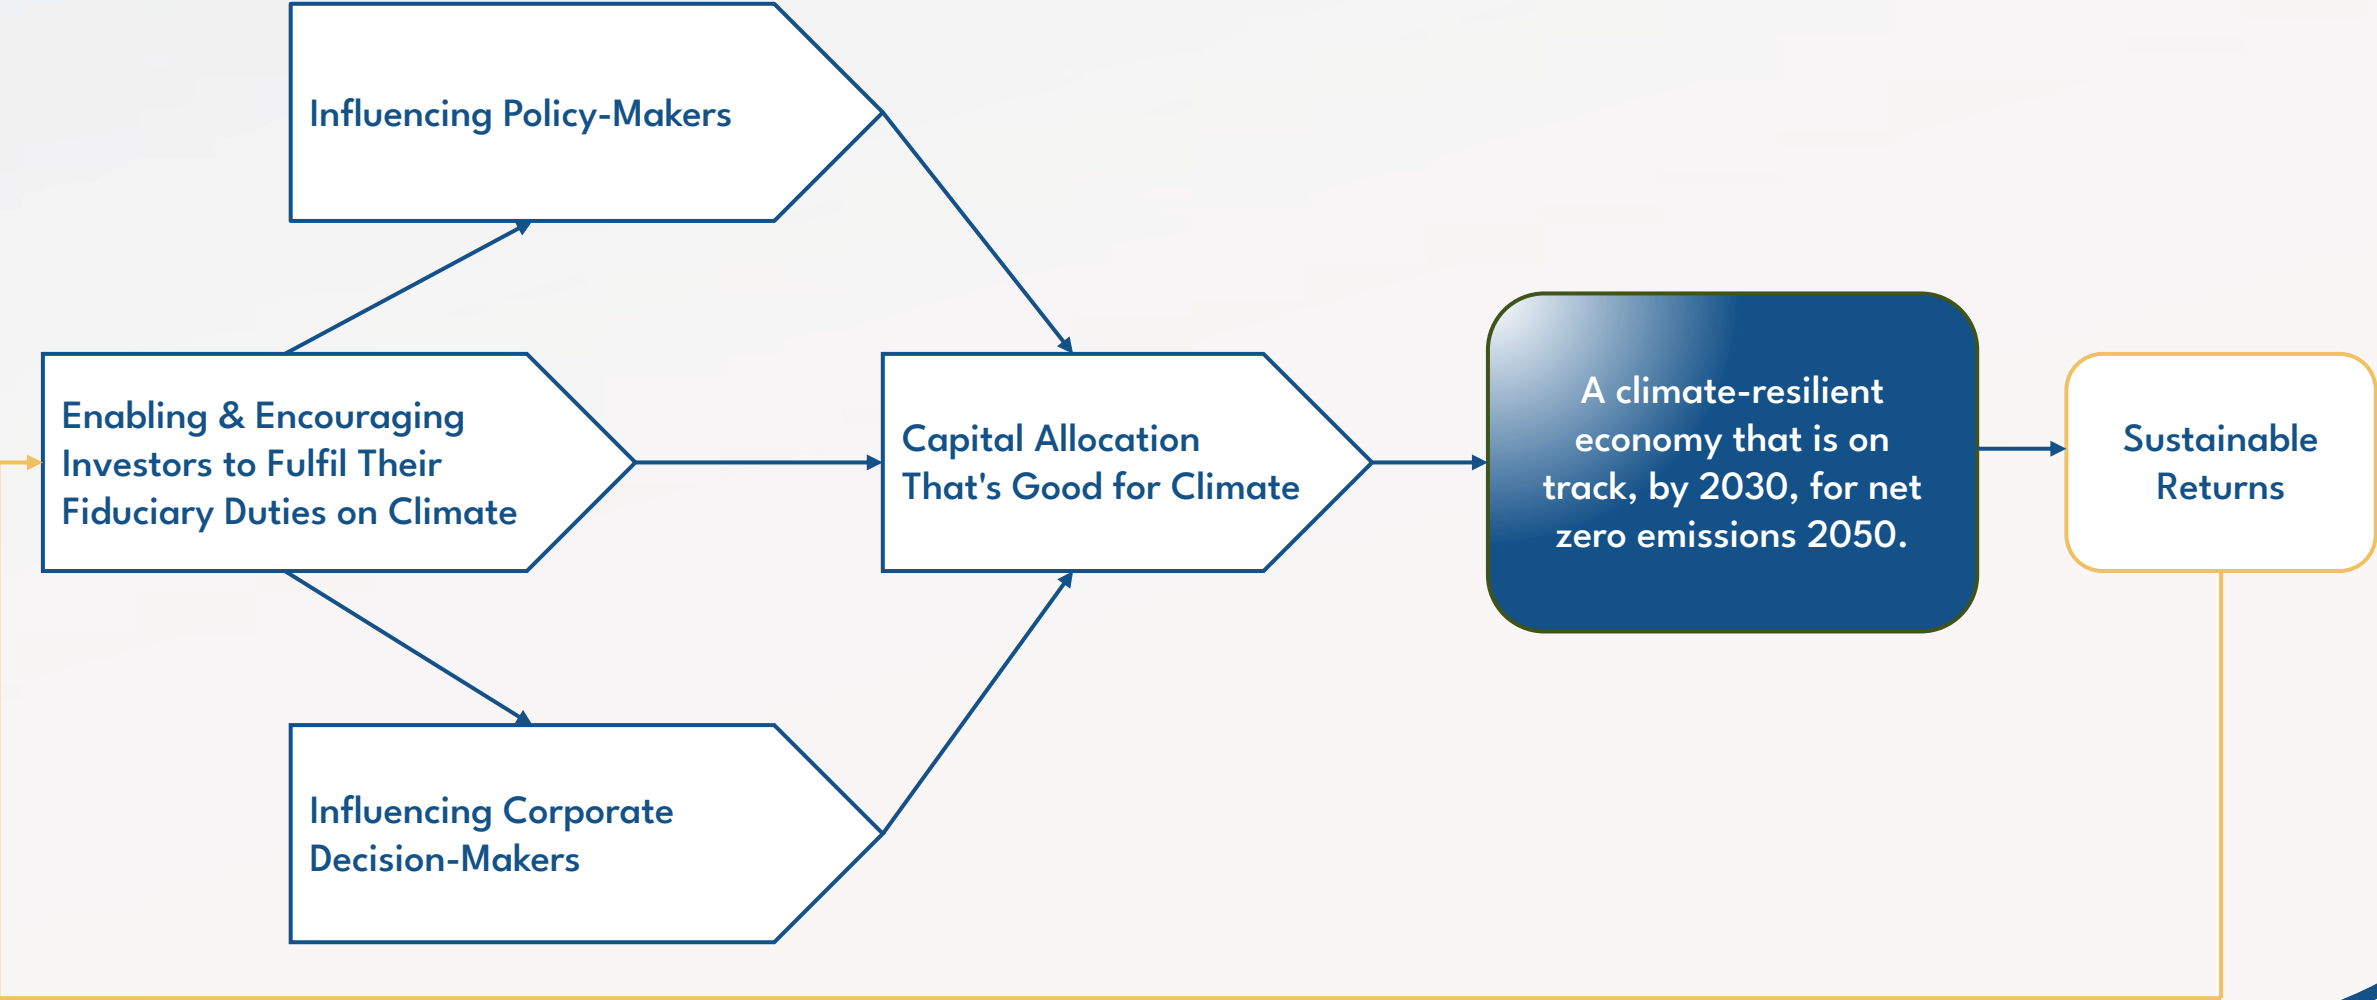 Influencing Policy-Makers
Enabling & Encouraging
Investors to Fulfil Their
Fiduciary Duties on Climate
Capital Allocation
That's Good for Climate
A climate-resilient
economy that is on
track, by 2030, for net
zero emissions 2050.
Sustainable
Returns
Influencing Corporate
Decision-Makers